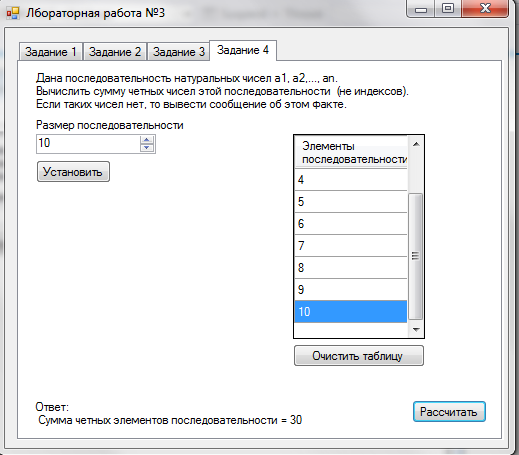 Лбораторная работа №3
Задание 1 Задание 2 Задание 3 Задание 4
Дана последовательность натуральных чисел a1, a2,..., an.
Вычислить сумму четных чисел этой последовательности (не индексов).
Если таких чисел нет, то вывести сообщение об этом факте.
Размер последовательности
10
Установить
Элементы
последовательности
4
5
6
7
8
9
10
Очистить таблицу
Ответ:
Сумма четных элементов последовательности = 30
Рассчитать